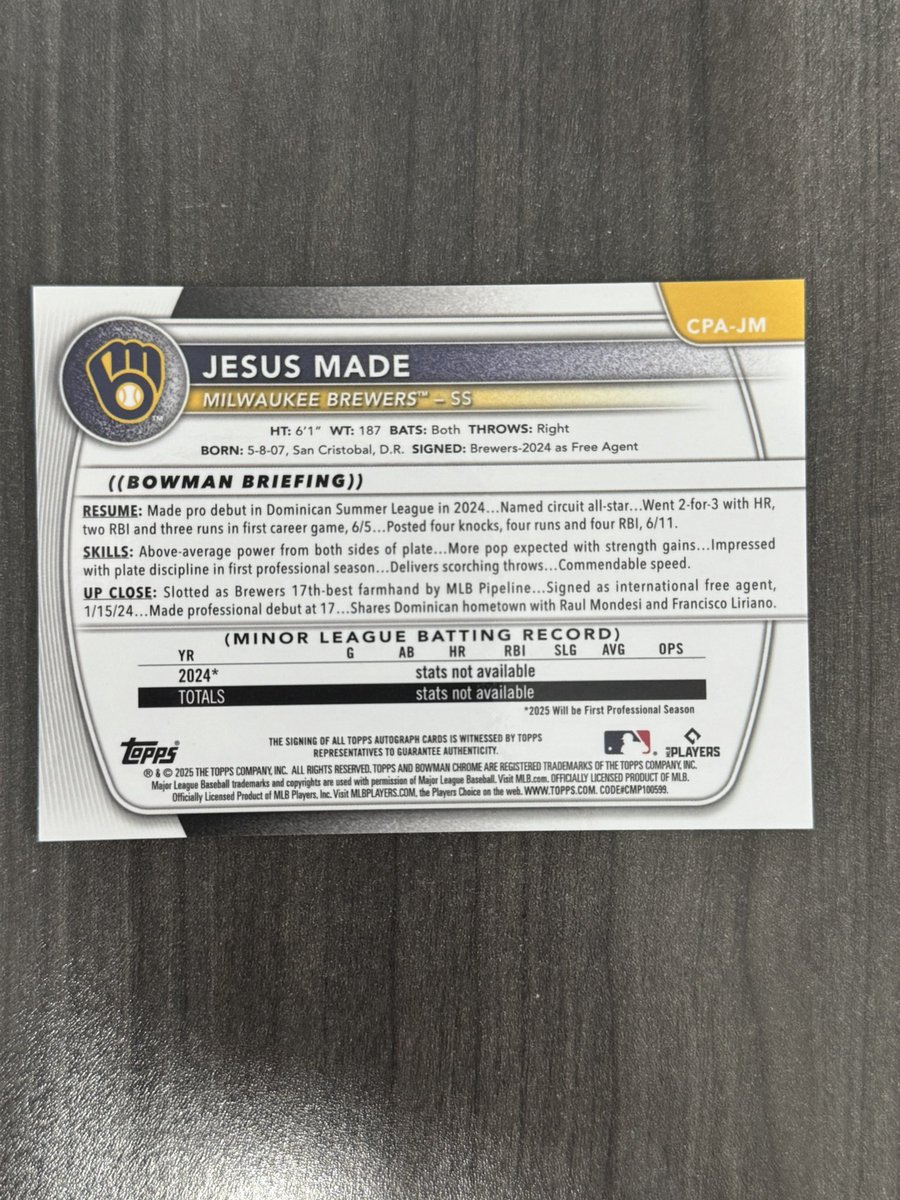 CPA-JM
JESUS MADE
MILWAUKEE BREWERS™ – SS
HT: 6'1" WT: 187 BATS: Both THROWS: Right
BORN: 5-8-07, San Cristobal, D.R. SIGNED: Brewers-2024 as Free Agent
((BOWMAN BRIEFING))
RESUME: Made pro debut in Dominican Summer League in 2024...Named circuit all-star...Went 2-for-3 with HR,
two RBI and three runs in first career game, 6/5...Posted four knocks, four runs and four RBI, 6/11.
SKILLS: Above-average power from both sides of plate...More pop expected with strength gains...Impressed
with plate discipline in first professional season...Delivers scorching throws...Commendable speed.
UP CLOSE: Slotted as Brewers 17th-best farmhand by MLB Pipeline...Signed as international free agent,
1/15/24...Made professional debut at 17...Shares Dominican hometown with Raul Mondesi and Francisco Liriano.
(MINOR LEAGUE BATTING RECORD)
YR G AB HR RBI SLG AVG OPS
2024* stats not available
TOTALS stats not available
*2025 Will be First Professional Season
Topps®
THE SIGNING OF ALL TOPPS AUTOGRAPH CARDS IS WITNESSED BY TOPPS
REPRESENTATIVES TO GUARANTEE AUTHENTICITY.
MLB PLAYERS
® & © 2025 THE TOPPS COMPANY, INC. ALL RIGHTS RESERVED. TOPPS AND BOWMAN CHROME ARE REGISTERED TRADEMARKS OF THE TOPPS COMPANY, INC.
Major League Baseball trademarks and copyrights are used with permission of Major League Baseball. Visit MLB.com. OFFICIALLY LICENSED PRODUCT OF MLB.
Officially Licensed Product of MLB Players, Inc. Visit MLBPLAYERS.COM, the Players Choice on the web. WWW.TOPPS.COM. CODE#CMP100599.